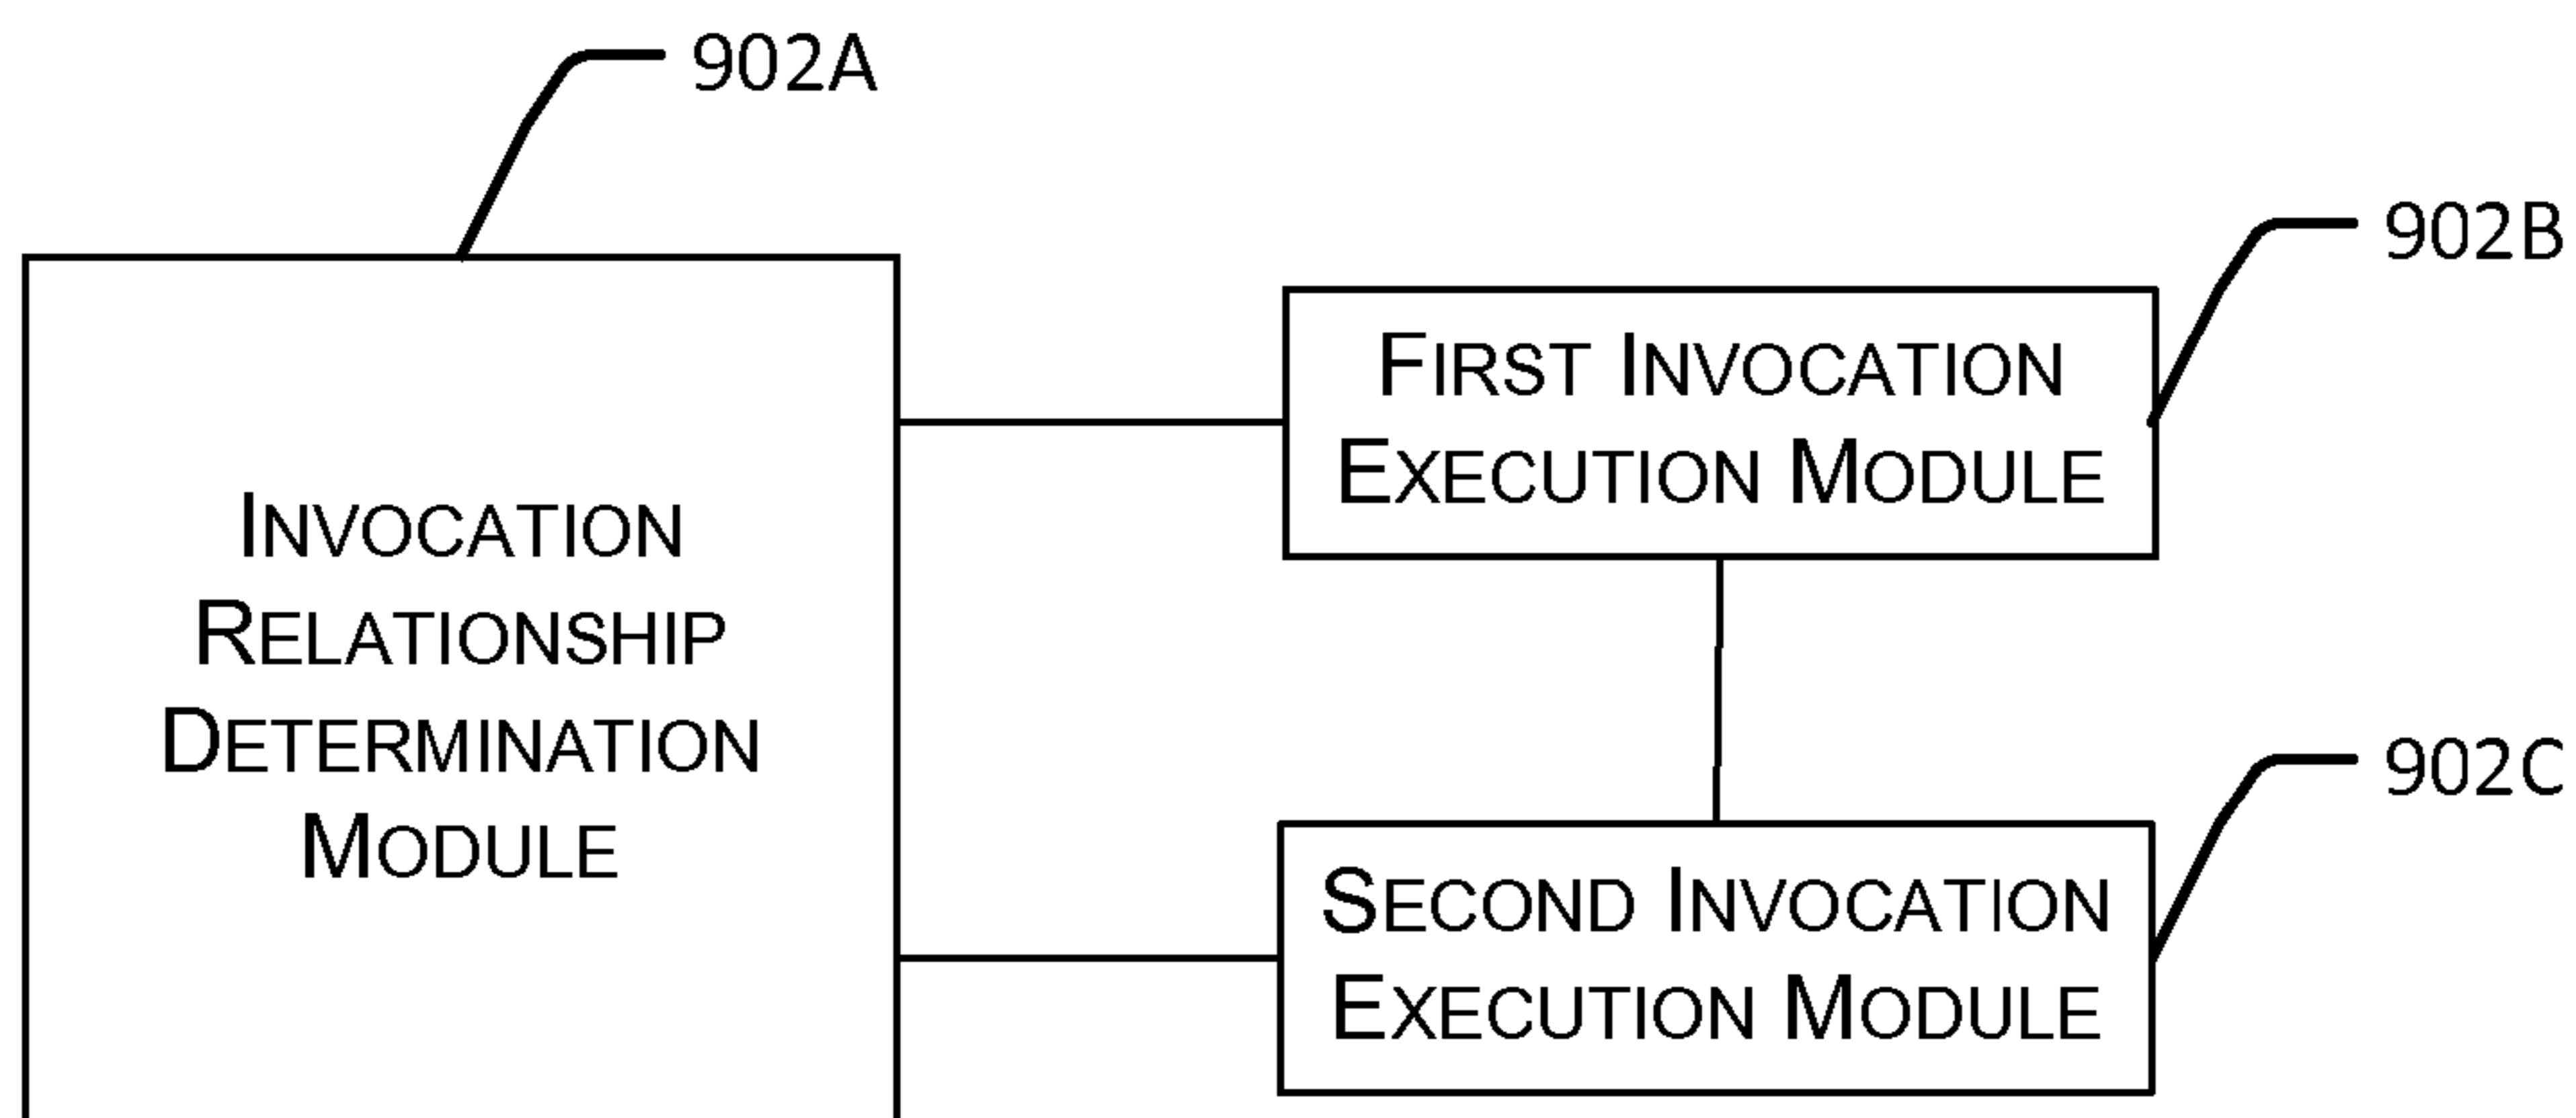 902A
902B
FIRST INVOCATION
EXECUTION MODULE
INVOCATION
RELATIONSHIP
DETERMINATION
MODULE
902C
SECOND INVOCATION
EXECUTION MODULE